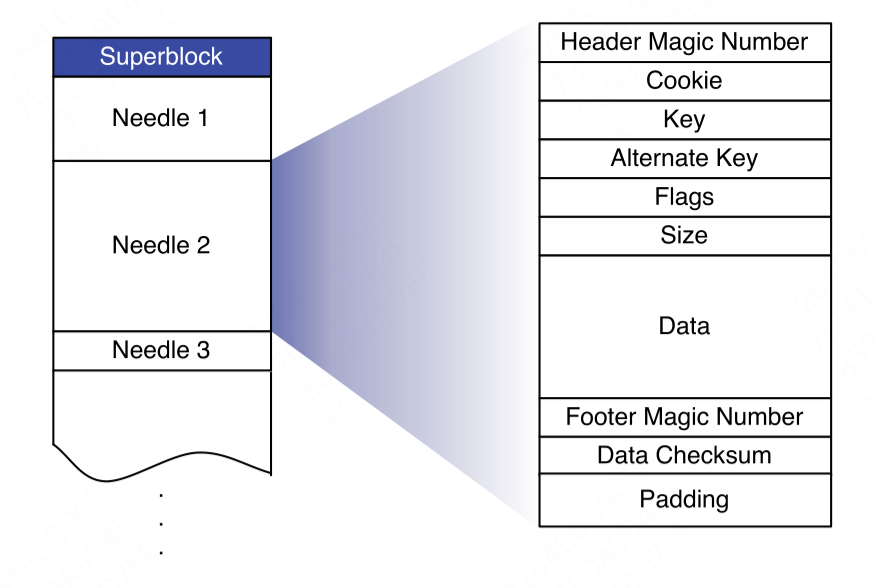 Superblock
Needle 1
Needle 2
Needle 3
.
.
.
Header Magic Number
Cookie
Key
Alternate Key
Flags
Size
Data
Footer Magic Number
Data Checksum
Padding